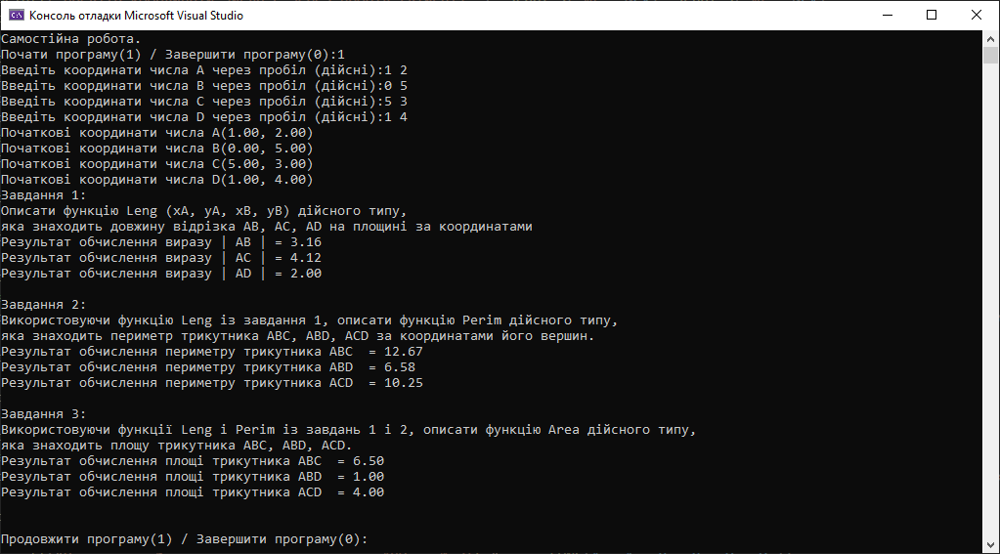 Консоль отладки Microsoft Visual Studio
Самостійна робота.
Почати програму(1) / Завершити програму(0):1
Введіть координати числа A через пробіл (дійсні):1 2
Введіть координати числа B через пробіл (дійсні):0 5
Введіть координати числа C через пробіл (дійсні):5 3
Введіть координати числа D через пробіл (дійсні):1 4
Початкові координати числа A(1.00, 2.00)
Початкові координати числа B(0.00, 5.00)
Початкові координати числа C(5.00, 3.00)
Початкові координати числа D(1.00, 4.00)
Завдання 1:
Описати функцію Leng (xA, yA, xB, yB) дійсного типу,
яка знаходить довжину відрізка AB, AC, AD на площині за координатами
Результат обчислення виразу | AB | = 3.16
Результат обчислення виразу | AC | = 4.12
Результат обчислення виразу | AD | = 2.00
Завдання 2:
Використовуючи функцію Leng із завдання 1, описати функцію Perim дійсного типу,
яка знаходить периметр трикутника ABC, ABD, ACD за координатами його вершин.
Результат обчислення периметру трикутника ABC  = 12.67
Результат обчислення периметру трикутника ABD  = 6.58
Результат обчислення периметру трикутника ACD  = 10.25
Завдання 3:
Використовуючи функції Leng і Perim із завдань 1 і 2, описати функцію Area дійсного типу,
яка знаходить площу трикутника ABC, ABD, ACD.
Результат обчислення площі трикутника ABC  = 6.50
Результат обчислення площі трикутника ABD  = 1.00
Результат обчислення площі трикутника ACD  = 4.00
Продовжити програму(1) / Завершити програму(0):